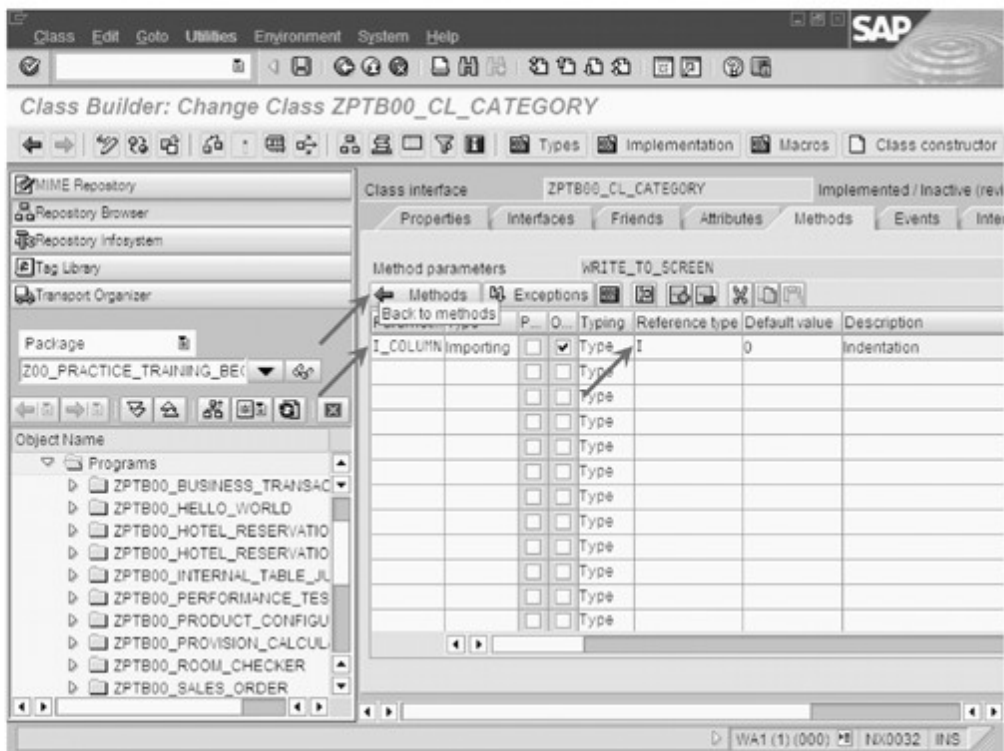 Class Edit Goto Utilities Environment System Help
SAP
Class Builder: Change Class ZPTB00_CL_CATEGORY
Types Implementation Macros Class constructor
MIME Repository
Repository Browser
Repository Infosystem
Tag Library
Transport Organizer
Package
Z00_PRACTICE_TRAINING_BE(
Object Name
Programs
ZPTB00_BUSINESS_TRANSAC
ZPTB00_HELLO_WORLD
ZPTB00_HOTEL_RESERVATIO
ZPTB00_HOTEL_RESERVATIO
ZPTB00_INTERNAL_TABLE_JU
ZPTB00_PERFORMANCE_TES
ZPTB00_PRODUCT_CONFIGU
ZPTB00_PROVISION_CALCUL
ZPTB00_ROOM_CHECKER
ZPTB00_SALES_ORDER
Class interface ZPTB00_CL_CATEGORY Implemented / Inactive (revi
Properties Interfaces Friends Attributes Methods Events Inte
Method parameters WRITE_TO_SCREEN
Methods Exceptions
Back to methods
P... O... Typing Reference type Default value Description
I_COLUMN Importing Type I 0 Indentation
Type
Type
Type
Type
Type
Type
Type
Type
Type
Type
Type
WA1 (1) (000) NX0032 INS